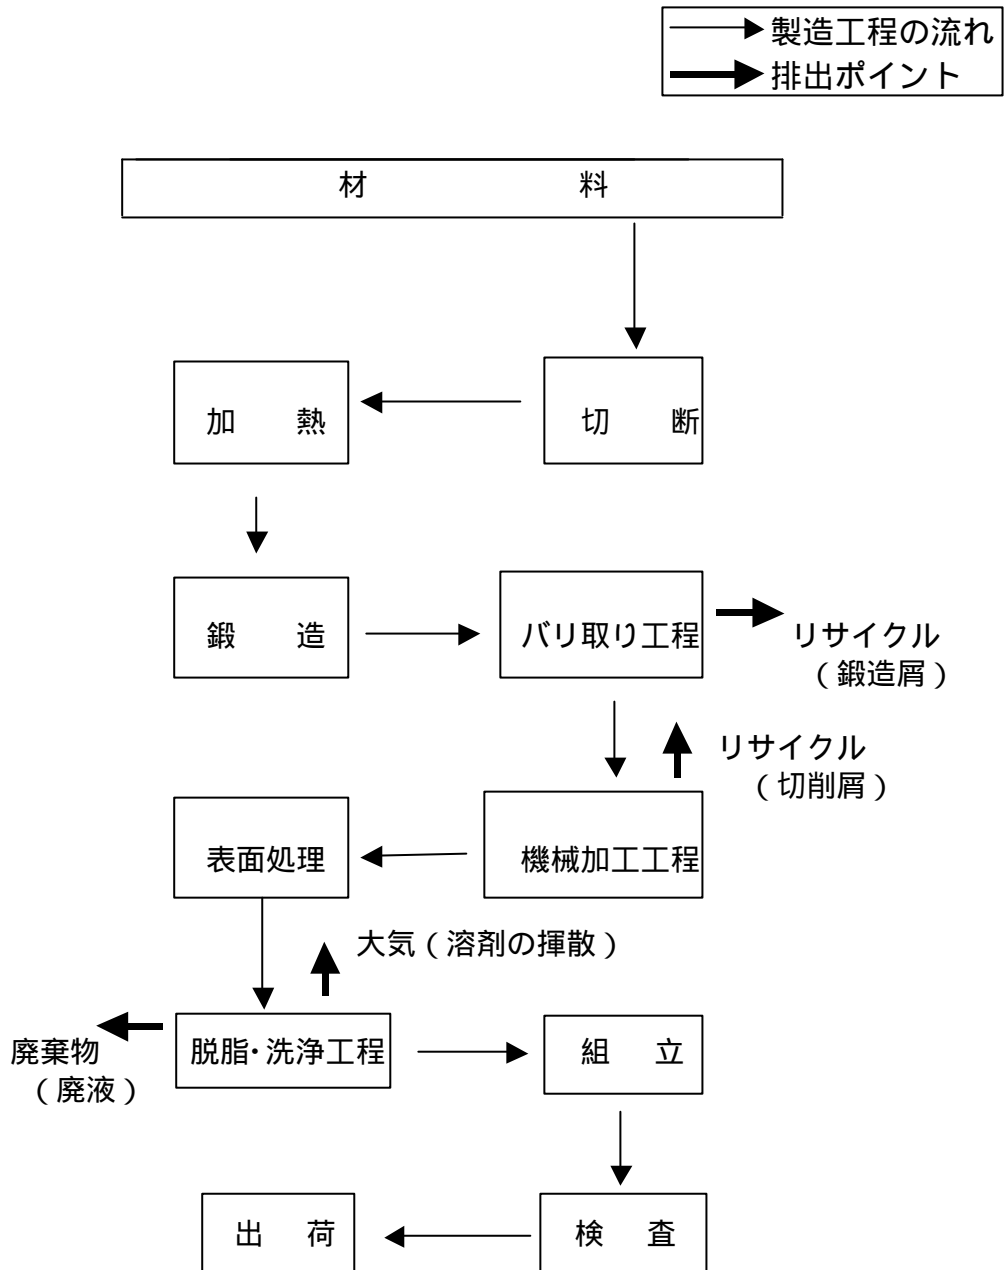 製造工程の流れ
排出ポイント
材　料
加　熱
切　断
鍛　造
バリ取り工程
リサイクル
（鍛造屑）
リサイクル
（切削屑）
表面処理
機械加工工程
大気（溶剤の揮散）
廃棄物
（廃液）
脱脂・洗浄工程
組　立
出　荷
検　査